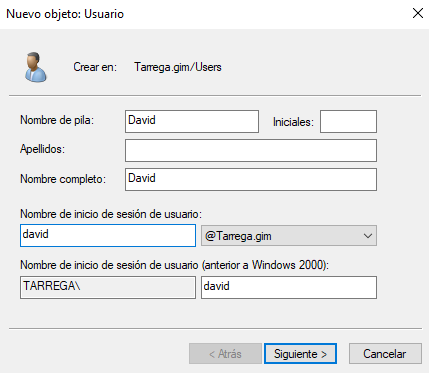 Nuevo objeto: Usuario
Crear en: Tarrega.gim/Users
Nombre de pila: David Iniciales:
Apellidos:
Nombre completo: David
Nombre de inicio de sesión de usuario:
david @Tarrega.gim
Nombre de inicio de sesión de usuario (anterior a Windows 2000):
TARREGA\ david
< Atrás Siguiente > Cancelar